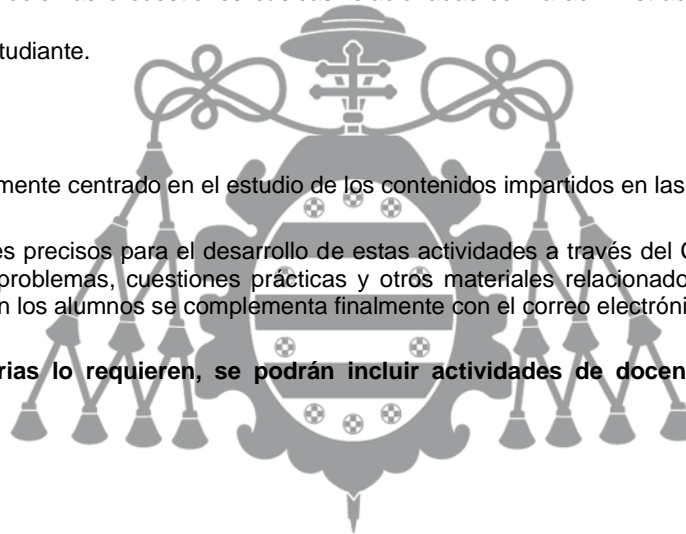 tudiante.
mente centrado en el estudio de los contenidos impartidos en las
es precisos para el desarrollo de estas actividades a través del C
problemas, cuestiones prácticas y otros materiales relacionado
n los alumnos se complementa finalmente con el correo electróni
rias lo requieren, se podrán incluir actividades de docen